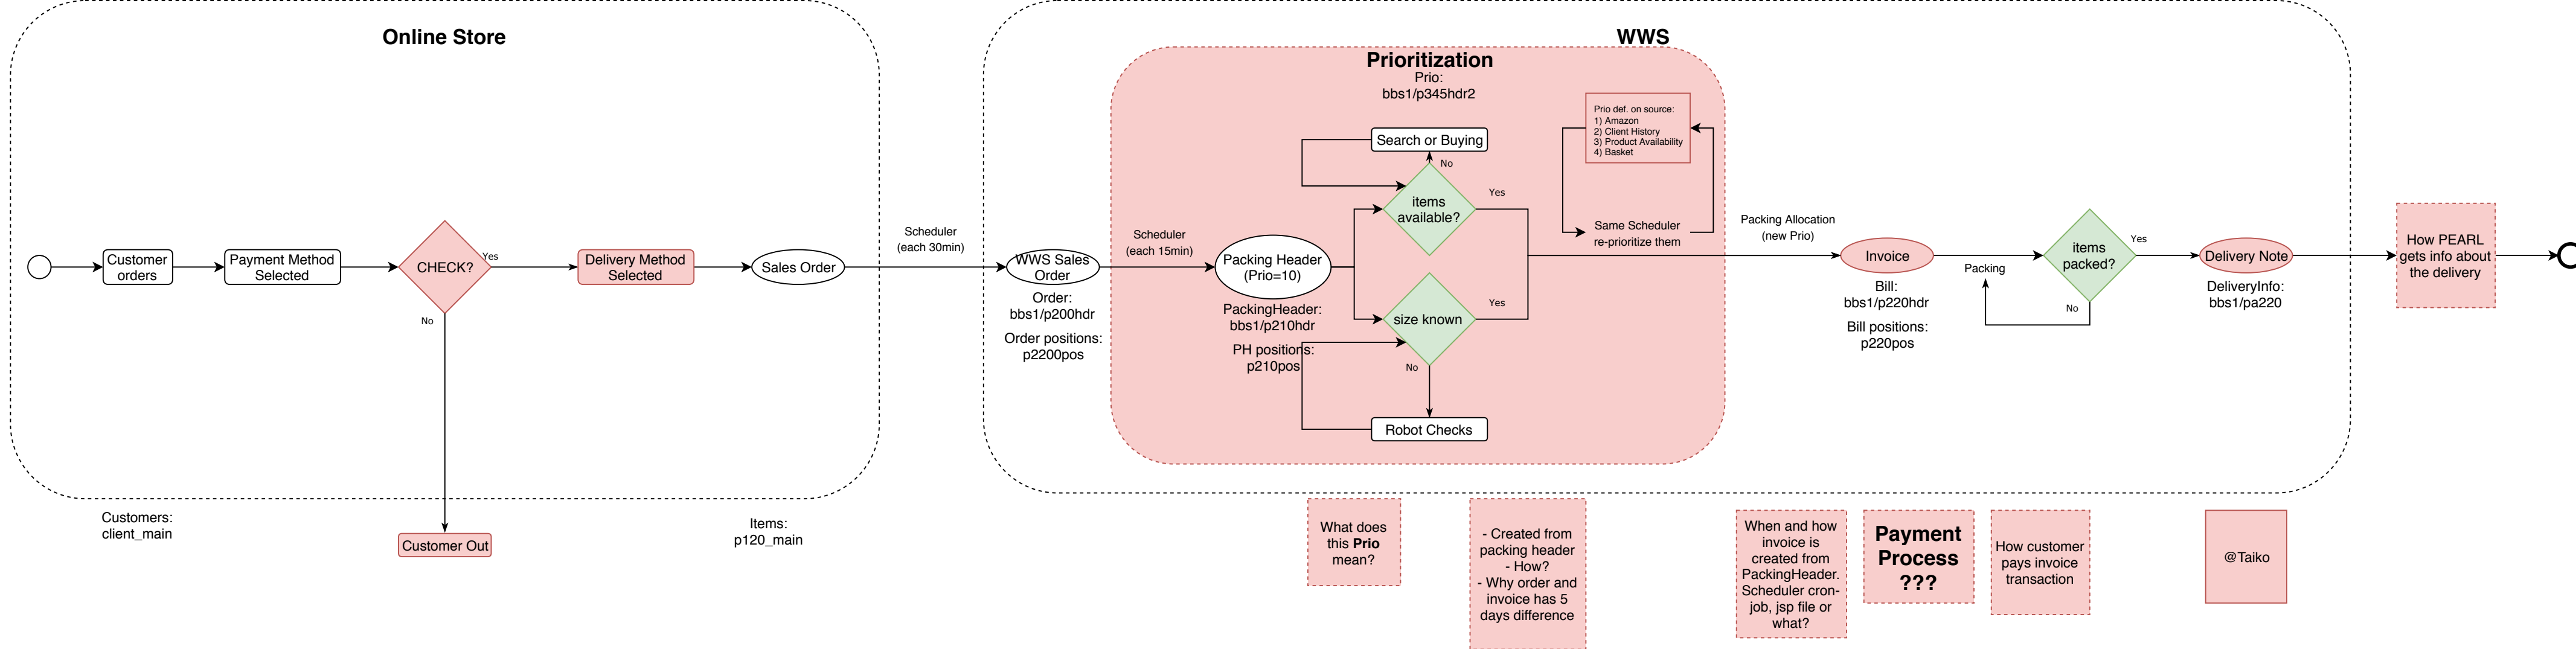 Online Store
Customer
orders
Payment Method
Selected
CHECK?
Yes
No
Delivery Method
Selected
Sales Order
Customer Out
Customers:
client_main
Items:
p120_main
Scheduler
(each 30min)
WWS
WWS Sales
Order
Order:
bbs1/p200hdr
Order positions:
p2200pos
Scheduler
(each 15min)
Prioritization
Prio:
bbs1/p345hdr2
Packing Header
(Prio=10)
PackingHeader:
bbs1/p210hdr
PH positions:
p210pos
Search or Buying
No
items
available?
Yes
size known
Yes
No
Robot Checks
Prio def. on source:
1) Amazon
2) Client History
3) Product Availability
4) Basket
Same Scheduler
re-prioritize them
Packing Allocation
(new Prio)
Invoice
Bill:
bbs1/p220hdr
Bill positions:
p220pos
Packing
items
packed?
Yes
No
Delivery Note
DeliveryInfo:
bbs1/pa220
How PEARL
gets info about
the delivery
What does
this Prio
mean?
- Created from
packing header
- How?
- Why order and
invoice has 5
days difference
When and how
invoice is
created from
PackingHeader.
Scheduler cron-
job, jsp file or
what?
Payment
Process
???
How customer
pays invoice
transaction
@Taiko